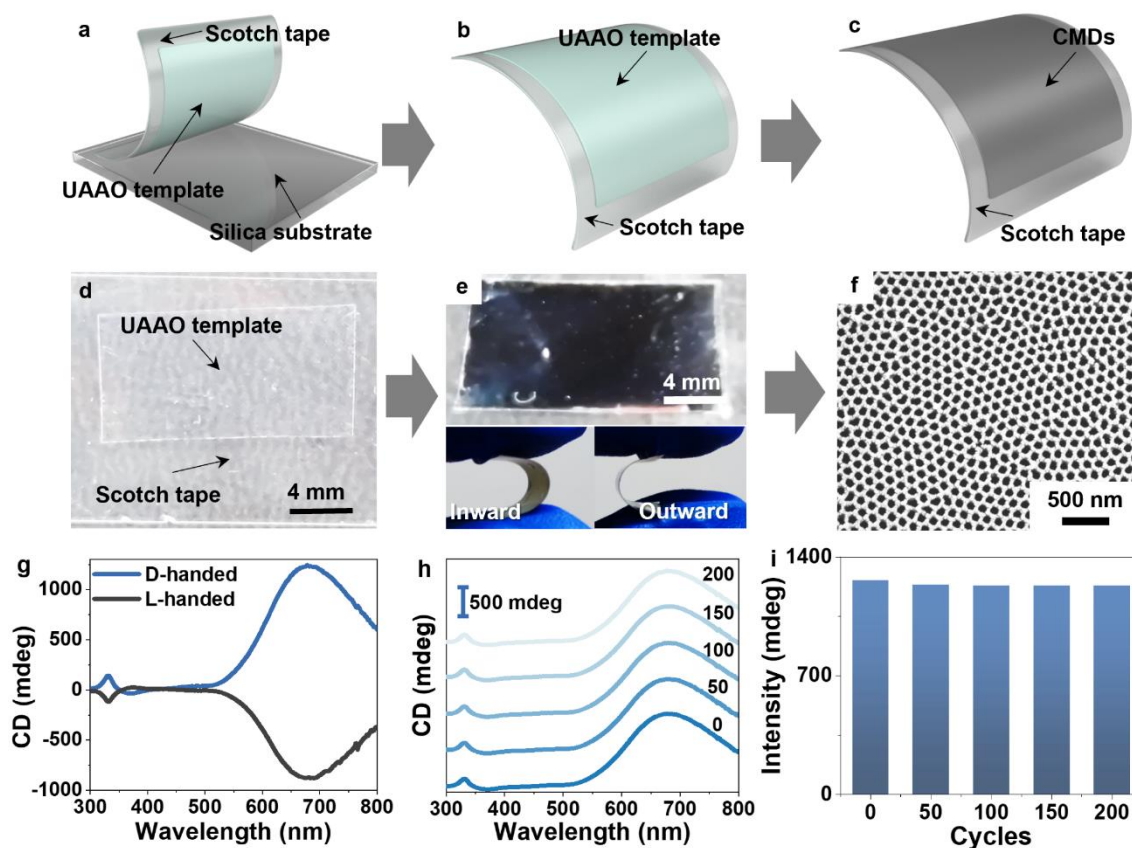 a
Scotch tape
UAAO template
Silica substrate
b
UAAO template
Scotch tape
c
CMDs
Scotch tape
d
UAAO template
Scotch tape
4 mm
e
4 mm
Inward
Outward
f
500 nm
g
D-handed
L-handed
CD (mdeg)
1000
500
0
-500
-1000
300 400 500 600 700 800
Wavelength (nm)
h
500 mdeg
200
150
100
50
0
CD (mdeg)
300 400 500 600 700 800
Wavelength (nm)
i
Intensity (mdeg)
1400
700
0
0 50 100 150 200
Cycles